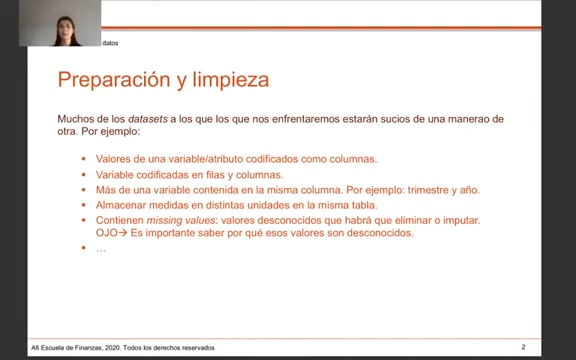 datos
Preparación y limpieza
Muchos de los datasets a los que los que nos enfrentaremos estarán sucios de una manerao de
otra. Por ejemplo:
▪ Valores de una variable/atributo codificados como columnas.
▪ Variable codificadas en filas y columnas.
▪ Más de una variable contenida en la misma columna. Por ejemplo: trimestre y año.
▪ Almacenar medidas en distintas unidades en la misma tabla.
▪ Contienen missing values: valores desconocidos que habrá que eliminar o imputar.
OJO→ Es importante saber por qué esos valores son desconocidos.
▪ …
Afi Escuela de Finanzas, 2020. Todos los derechos reservados
2